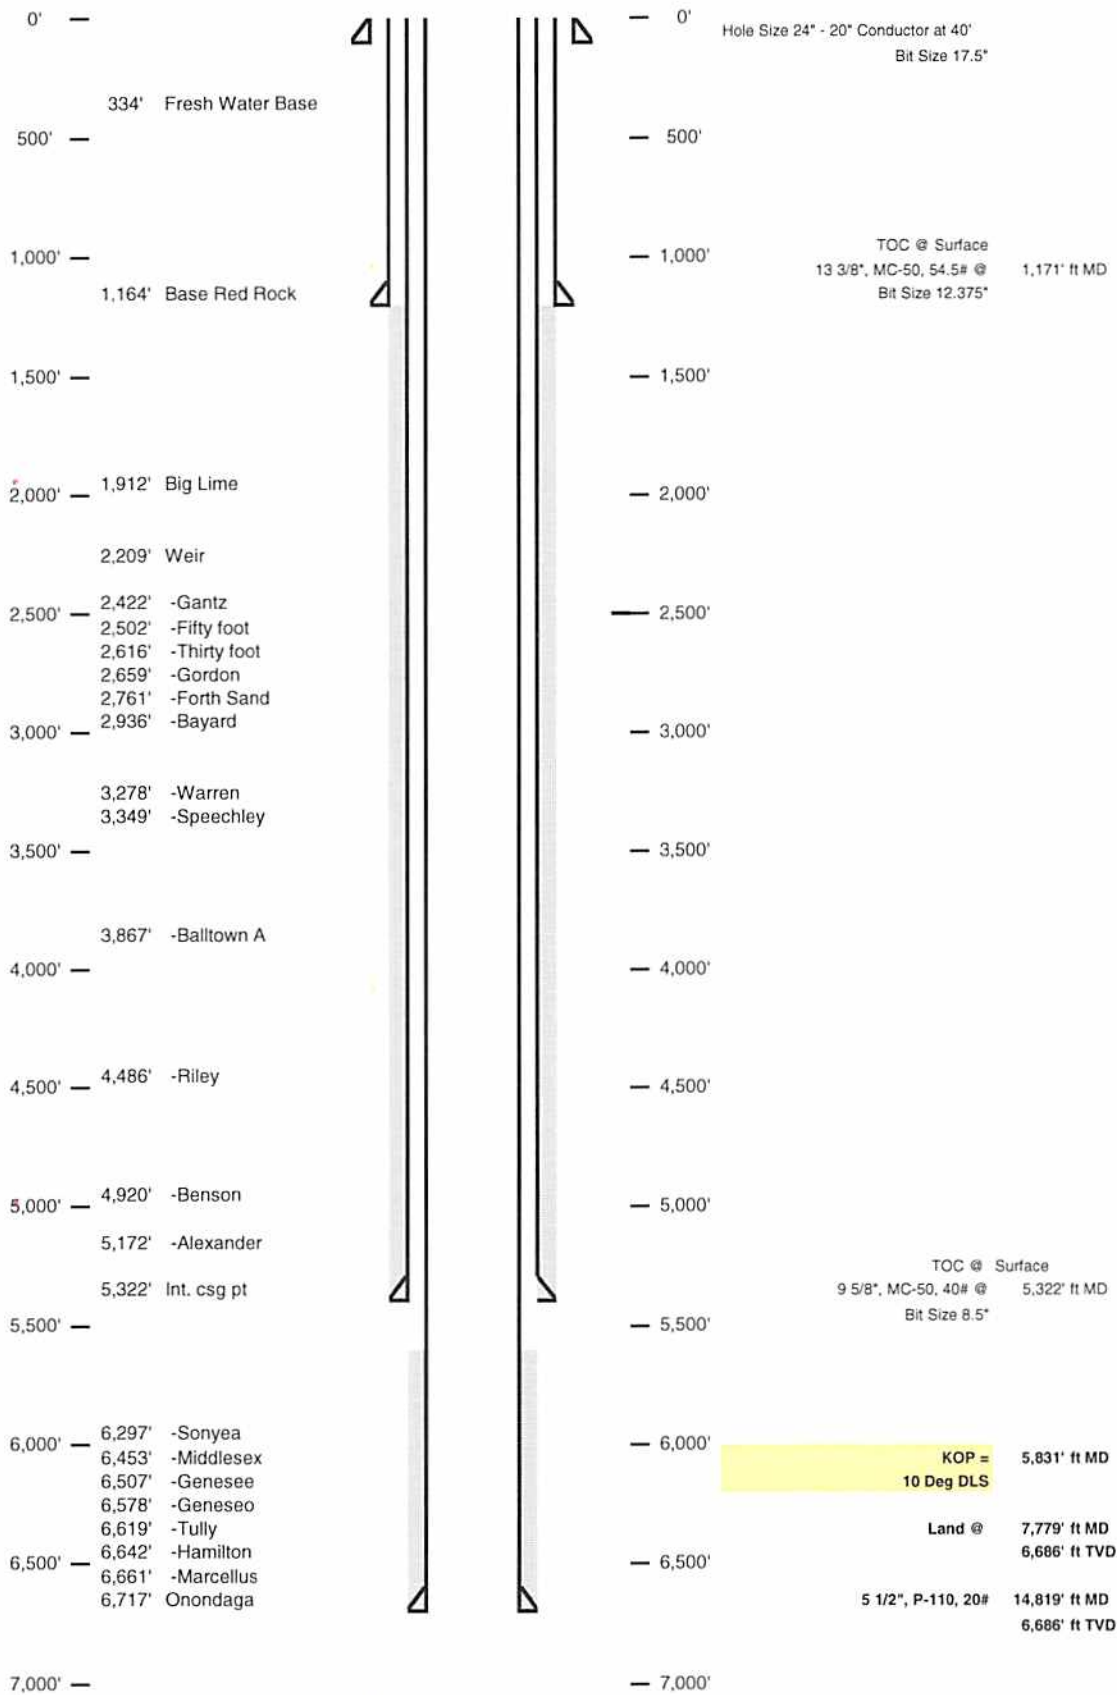 0' 0' Hole Size 24" - 20" Conductor at 40'
Bit Size 17.5"
334' Fresh Water Base
500' 500'
TOC @ Surface
1,000' 1,000'
13 3/8", MC-50, 54.5# @ 1,171' ft MD
1,164' Base Red Rock Bit Size 12.375"
1,500' 1,500'
1,912' Big Lime
2,000' 2,000'
2,209' Weir
2,422' -Gantz
2,500' 2,500'
2,502' -Fifty foot
2,616' -Thirty foot
2,659' -Gordon
2,761' -Forth Sand
2,936' -Bayard
3,000' 3,000'
3,278' -Warren
3,349' -Speechley
3,500' 3,500'
3,867' -Balltown A
4,000' 4,000'
4,486' -Riley
4,500' 4,500'
4,920' -Benson
5,000' 5,000'
5,172' -Alexander
TOC @ Surface
5,322' Int. csg pt 9 5/8", MC-50, 40# @ 5,322' ft MD
Bit Size 8.5"
5,500' 5,500'
6,297' -Sonyea
6,000' 6,000'
6,453' -Middlesex KOP = 5,831' ft MD
6,507' -Genesee 10 Deg DLS
6,578' -Geneseo
6,619' -Tully Land @ 7,779' ft MD
6,642' -Hamilton 6,686' ft TVD
6,500' 6,500'
6,661' -Marcellus
6,717' Onondaga 5 1/2", P-110, 20# 14,819' ft MD
6,686' ft TVD
7,000' 7,000'